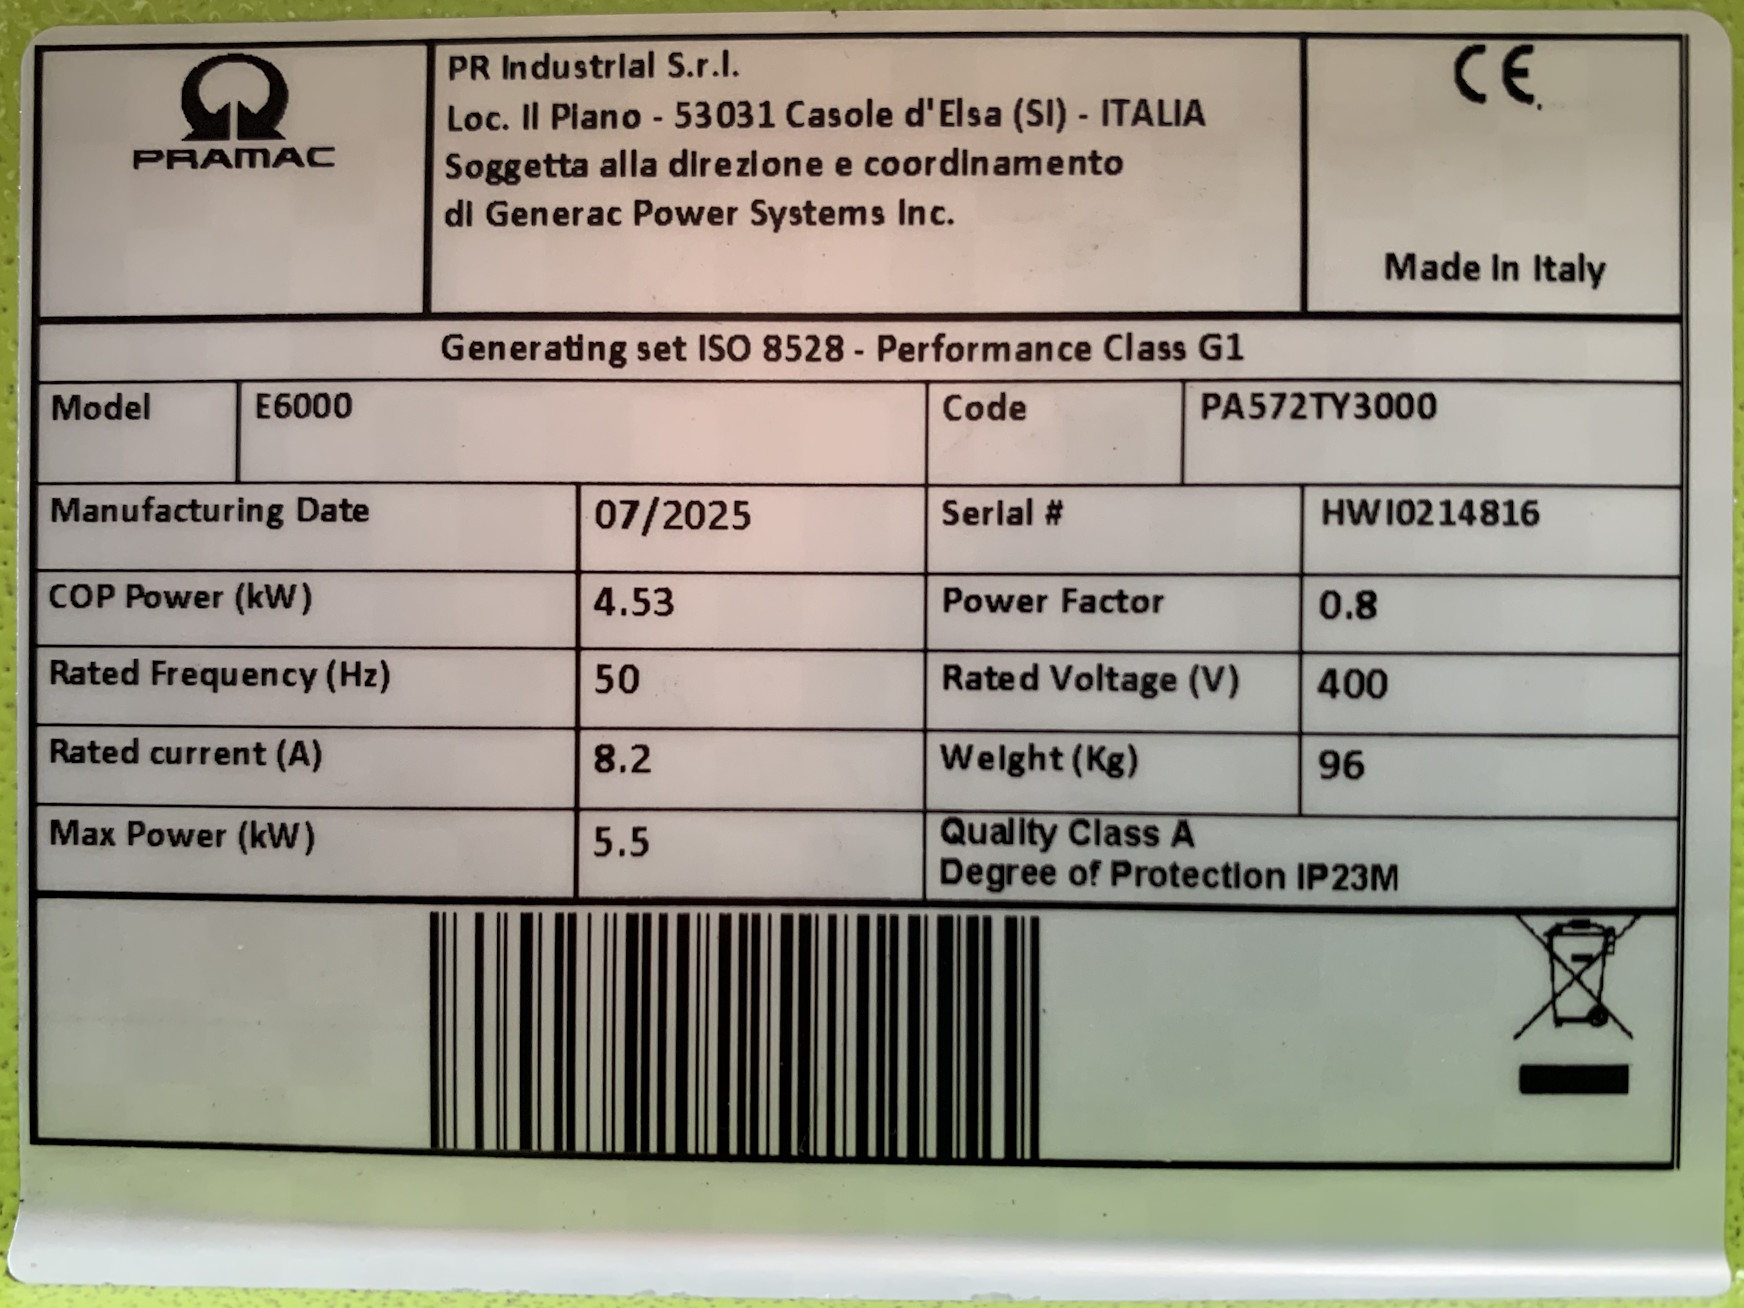 PRAMAC
PR Industrial S.r.l.
Loc. Il Piano - 53031 Casole d'Elsa (SI) - ITALIA
Soggetta alla direzione e coordinamento
di Generac Power Systems Inc.
CE
Made In Italy
Generating set ISO 8528 - Performance Class G1
Model E6000 Code PA572TY3000
Manufacturing Date 07/2025 Serial # HWI0214816
COP Power (kW) 4.53 Power Factor 0.8
Rated Frequency (Hz) 50 Rated Voltage (V) 400
Rated current (A) 8.2 Weight (Kg) 96
Max Power (kW) 5.5 Quality Class A
Degree of Protection IP23M